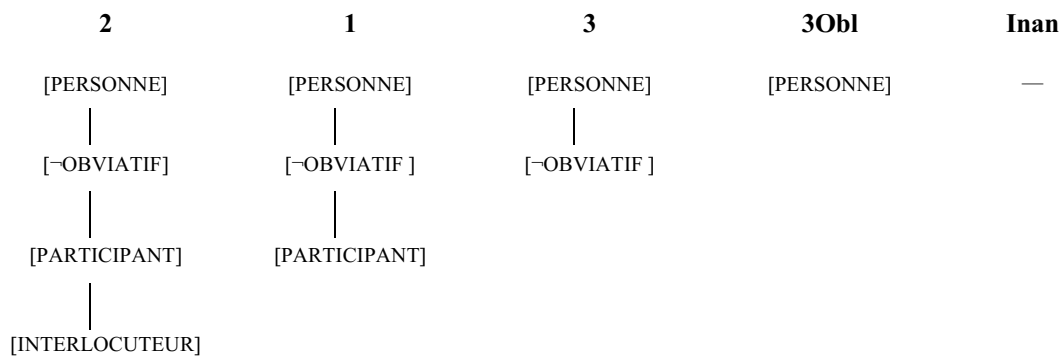 2 1 3 3Obl Inan
[PERSONNE] [PERSONNE] [PERSONNE] [PERSONNE] —
[¬OBVIATIF] [¬OBVIATIF ] [¬OBVIATIF ]
[PARTICIPANT] [PARTICIPANT]
[INTERLOCUTEUR]